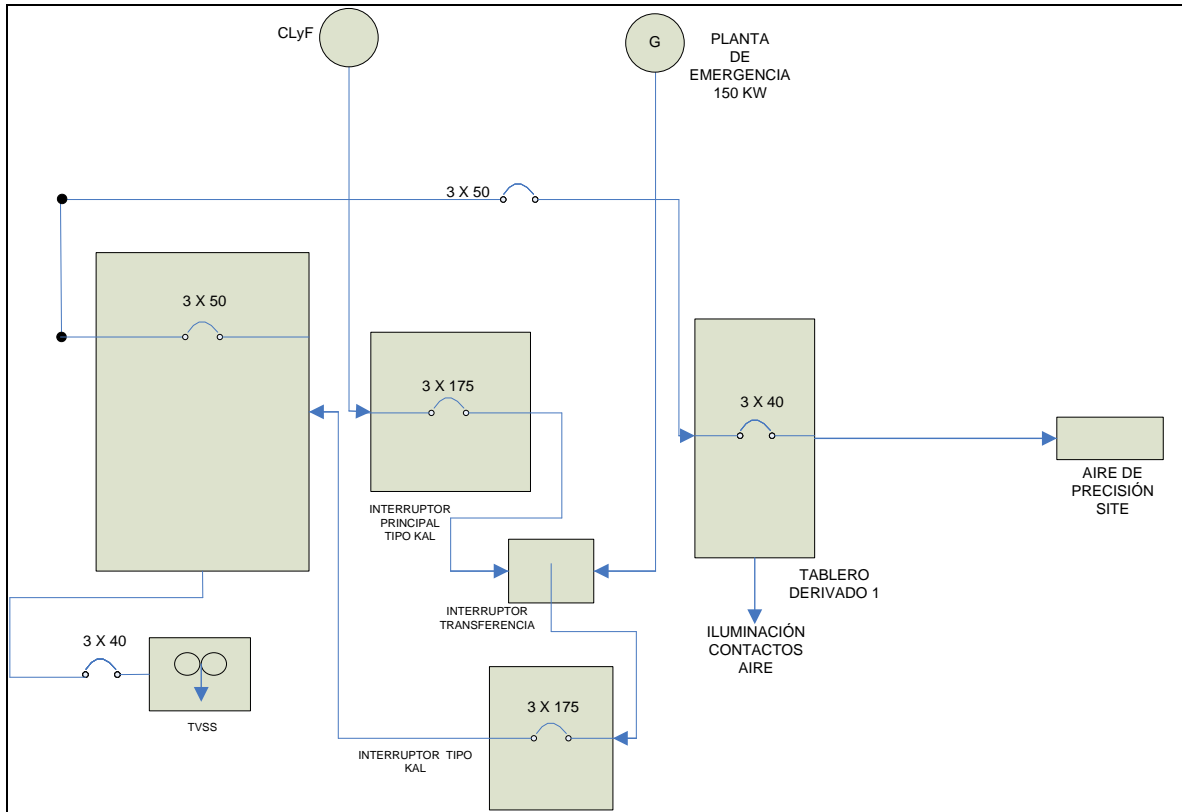 CLyF
G
PLANTA
DE
EMERGENCIA
150 KW
3 X 50
3 X 50
3 X 175
INTERRUPTOR
PRINCIPAL
TIPO KAL
3 X 40
AIRE DE
PRECISIÓN
SITE
INTERRUPTOR
TRANSFERENCIA
TABLERO
DERIVADO 1
ILUMINACIÓN
CONTACTOS
AIRE
3 X 40
TVSS
3 X 175
INTERRUPTOR TIPO
KAL